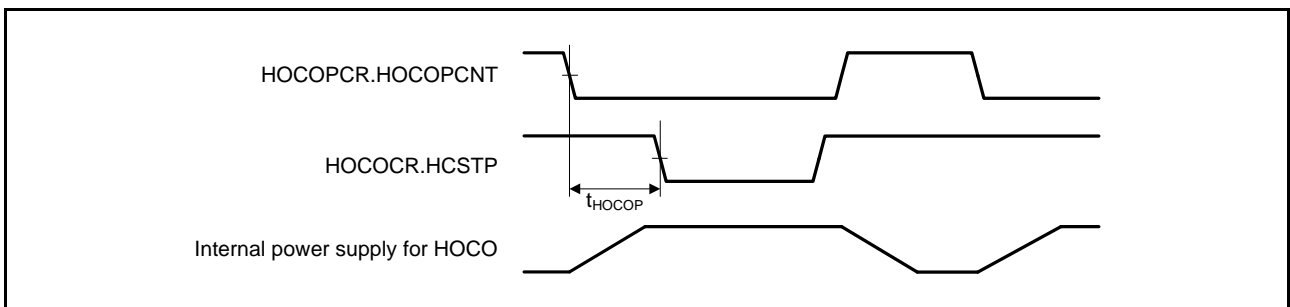 HOCOPCR.HOCOPCNT
HOCOCR.HCSTP
tHOCOP
Internal power supply for HOCO